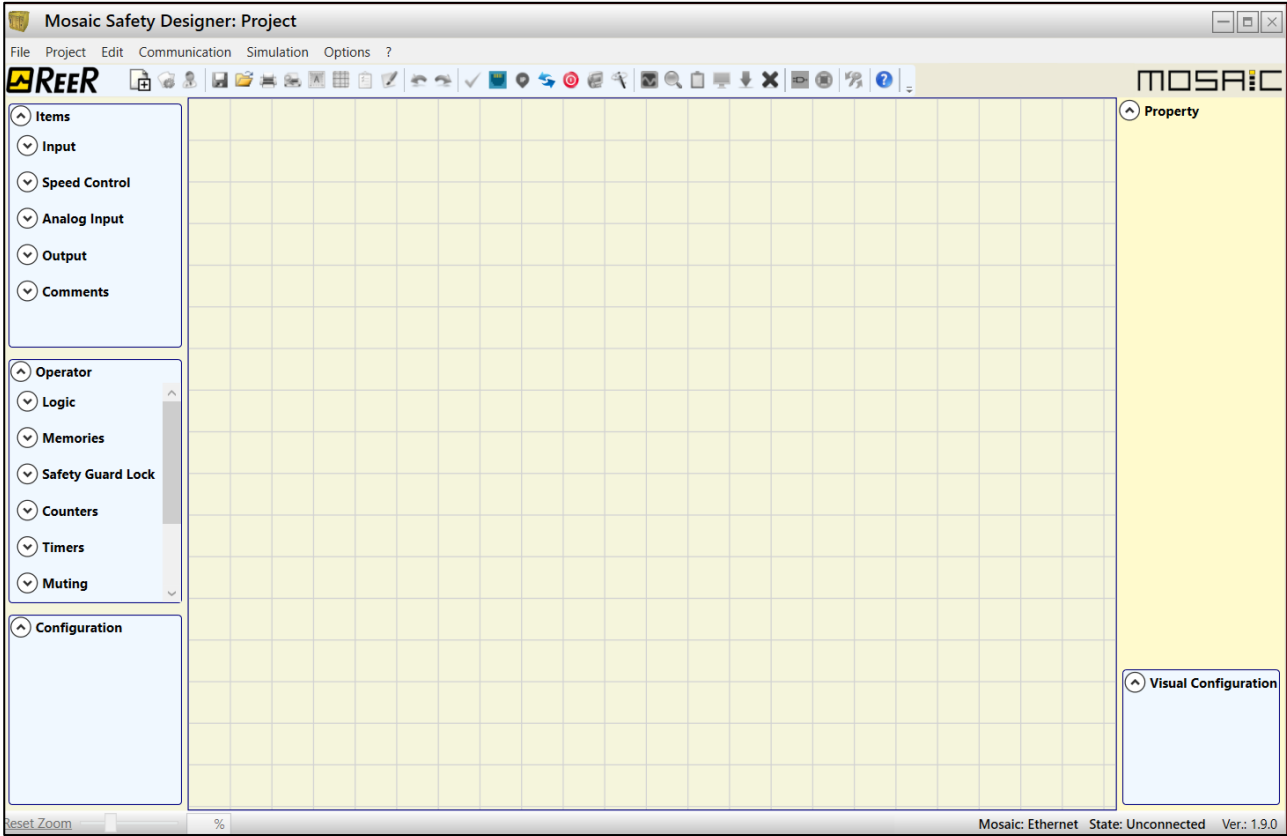 Mosaic Safety Designer: Project
File Project Edit Communication Simulation Options ?
REER MOSAIC
Items
Input
Speed Control
Analog Input
Output
Comments
Operator
Logic
Memories
Safety Guard Lock
Counters
Timers
Muting
Configuration
Property
Visual Configuration
Reset Zoom % Mosaic: Ethernet State: Unconnected Ver.: 1.9.0